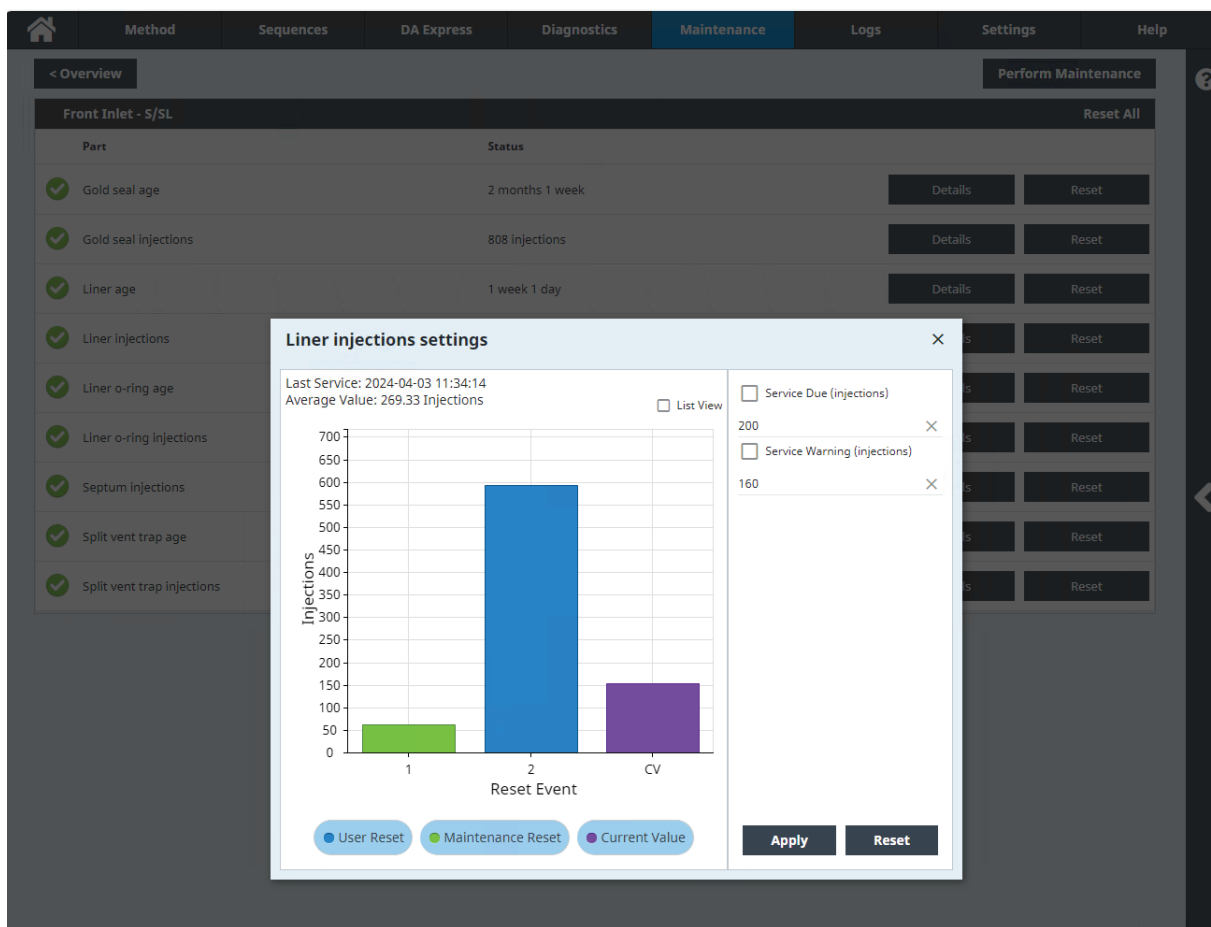 Method Sequences DA Express Diagnostics Maintenance Logs Settings Help
< Overview Perform Maintenance
?
Front Inlet - S/SL Reset All
Part Status
Gold seal age 2 months 1 week Details Reset
Gold seal injections 808 injections Details Reset
Liner age 1 week 1 day Details Reset
Liner injections Reset
Liner o-ring age Reset
Liner o-ring injections Reset
Septum injections Reset
Split vent trap age Reset
Split vent trap injections Reset
Liner injections settings
Last Service: 2024-04-03 11:34:14
Average Value: 269.33 Injections
List View
Injections
700
650
600
550
500
450
400
350
300
250
200
150
100
50
0
1 2 CV
Reset Event
User Reset Maintenance Reset Current Value
Service Due (injections)
200
Service Warning (injections)
160
Apply Reset